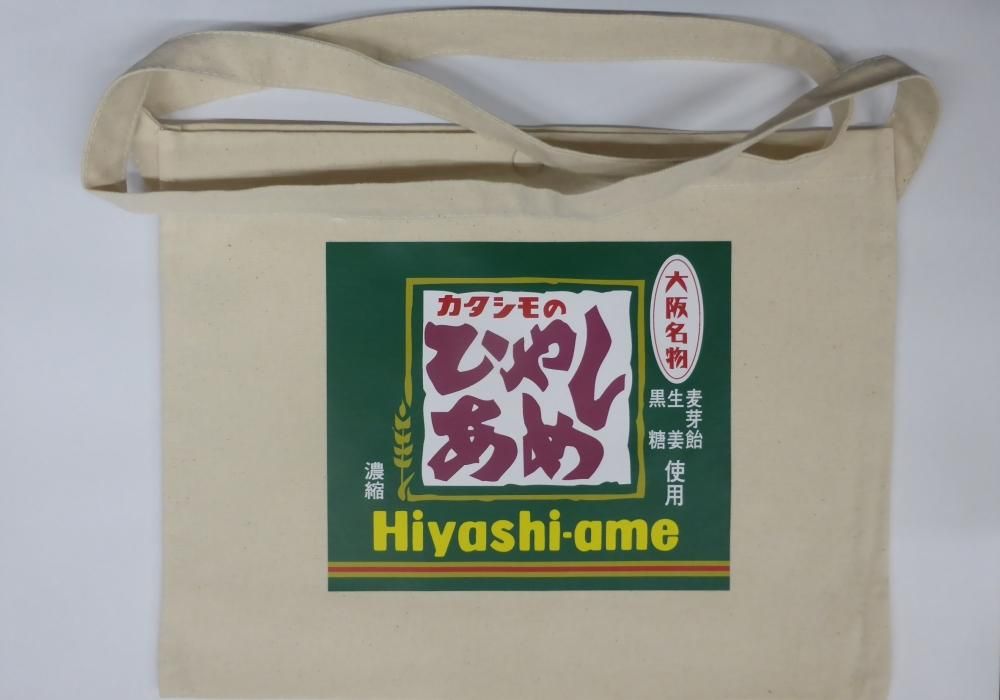 カタシモの
ひやし
あめ
大阪名物
麦芽飴
生姜
黒糖
使用
濃縮
Hiyashi-ame